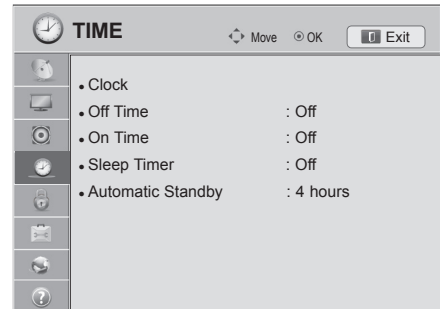 TIME Move OK Exit
• Clock
• Off Time : Off
• On Time : Off
• Sleep Timer : Off
• Automatic Standby : 4 hours
?